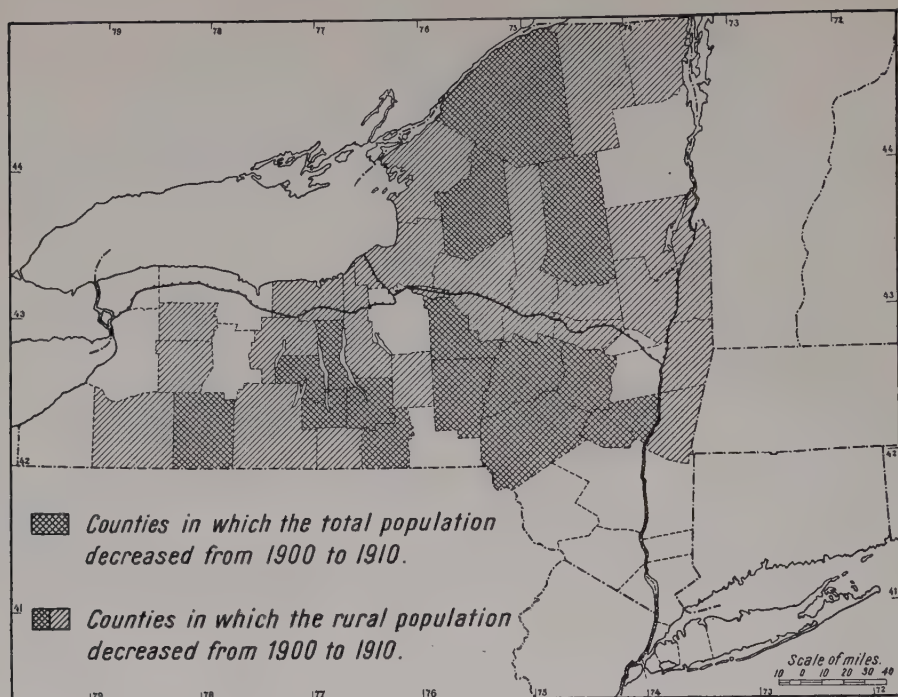 79 78 77 76 75 74 73 72
44 44
43 43
42 42
Counties in which the total population
decreased from 1900 to 1910.
41 41
Counties in which the rural population
decreased from 1900 to 1910.
Scale of miles.
10 0 10 20 30 40
79 78 77 76 75 74 72